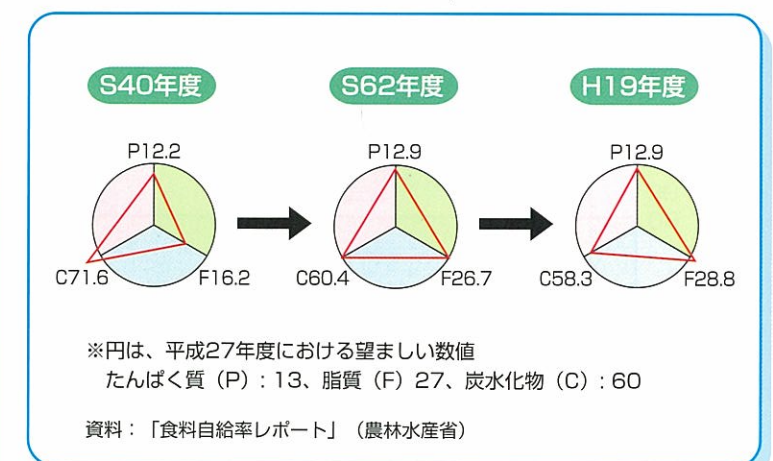 S40年度
S62年度
H19年度
P12.2
P12.9
P12.9
C71.6
F16.2
C60.4
F26.7
C58.3
F28.8
※円は、平成27年度における望ましい数値
たんぱく質(P):13、脂質(F)27、炭水化物(C):60
資料:「食料自給率レポート」(農林水産省)